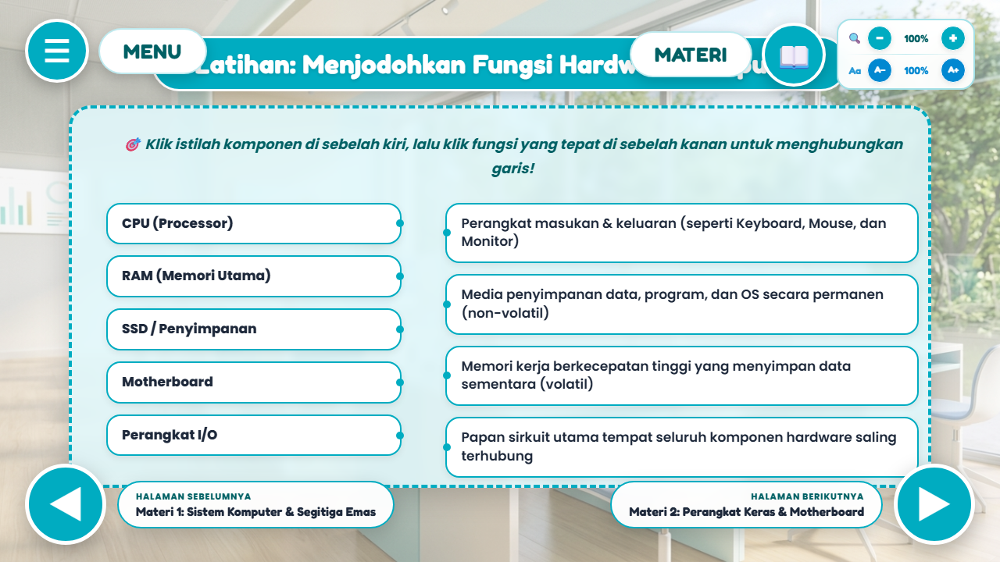 MENU
Latihan: Menjodohkan Fungsi Hardw
MATERI
100%
Aa
A-
100%
A+
Klik istilah komponen di sebelah kiri, lalu klik fungsi yang tepat di sebelah kanan untuk menghubungkan
garis!
CPU (Processor)
RAM (Memori Utama)
SSD / Penyimpanan
Motherboard
Perangkat I/O
Perangkat masukan & keluaran (seperti Keyboard, Mouse, dan
Monitor)
Media penyimpanan data, program, dan OS secara permanen
(non-volatil)
Memori kerja berkecepatan tinggi yang menyimpan data
sementara (volatil)
Papan sirkuit utama tempat seluruh komponen hardware saling
terhubung
HALAMAN SEBELUMNYA
Materi 1: Sistem Komputer & Segitiga Emas
HALAMAN BERIKUTNYA
Materi 2: Perangkat Keras & Motherboard